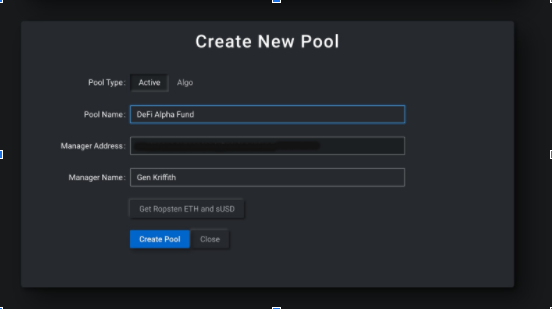 Create New Pool
Pool Type: Active Algo
Pool Name: DeFi Alpha Fund
Manager Address:
Manager Name: Gen Kriffith
Get Ropsten ETH and sUSD
Create Pool Close